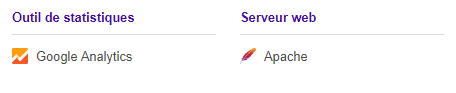 Outil de statistiques
Serveur web
Google Analytics
Apache